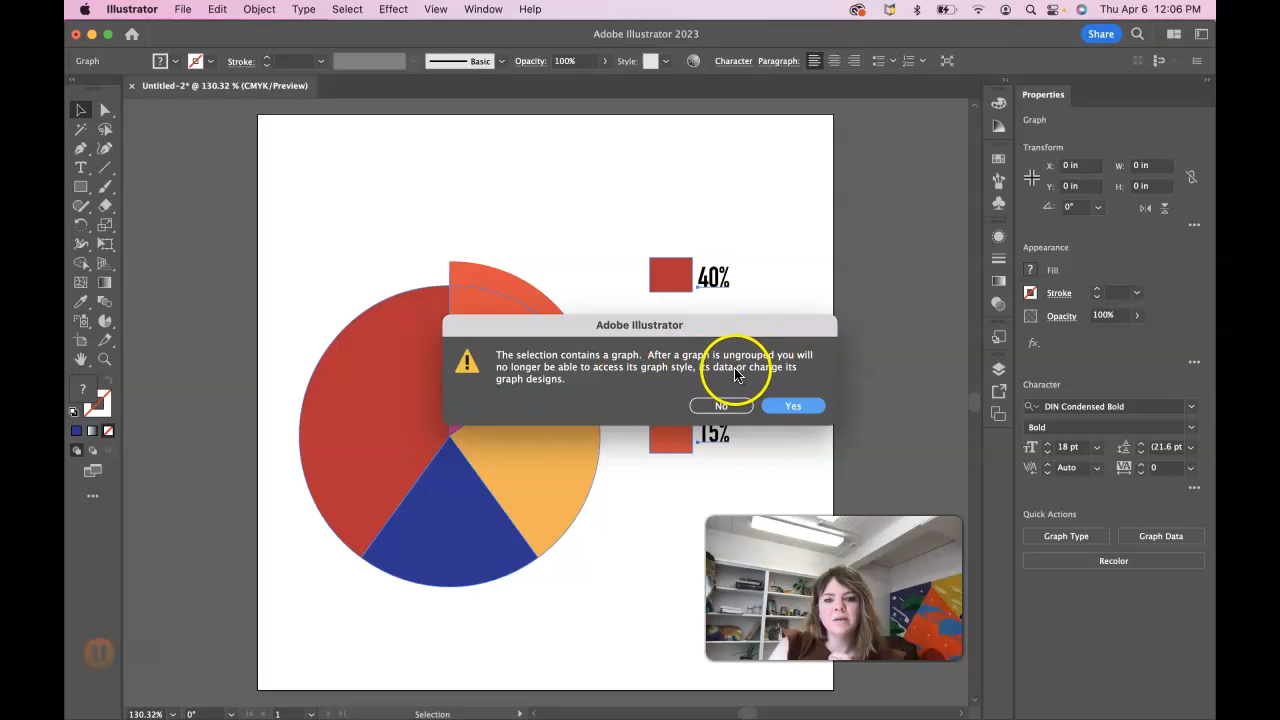 Illustrator File Edit Object Type Select Effect View Window Help Thu Apr 6 12:06 PM
Adobe Illustrator 2023 Share
Graph ? Stroke: Basic Opacity: 100% Style: Character Paragraph:
Untitled-2* @ 130.32 % (CMYK/Preview)
Properties
Graph
Transform
X: 0 in W: 0 in
Y: 0 in H: 0 in
0°
Appearance
? Fill
Stroke
Opacity 100%
fx.
Character
DIN Condensed Bold
Bold
18 pt (21.6 pt
Auto 0
Quick Actions
Graph Type Graph Data
Recolor
40%
Adobe Illustrator
The selection contains a graph. After a graph is ungrouped you will
no longer be able to access its graph style, its data or change its
graph designs.
No Yes
15%
?
130.32% 0° 1 Selection